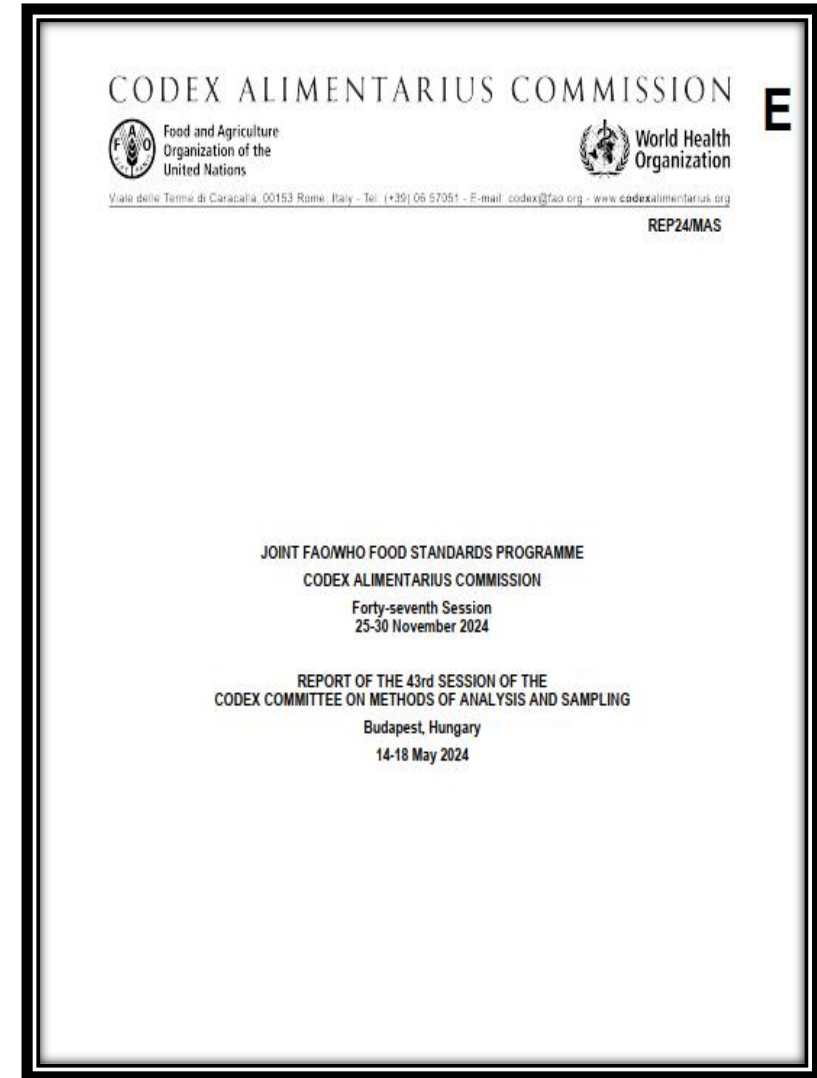 CODEX ALIMENTARIUS COMMISSION
E
Food and Agriculture
Organization of the
United Nations
World Health
Organization
Viale delle Terme di Caracalla, 00153 Rome, Italy - Tel: (+39) 06 57051 - E-mail: codex@fao.org - www.codexalimentarius.org
REP24/MAS
JOINT FAO/WHO FOOD STANDARDS PROGRAMME
CODEX ALIMENTARIUS COMMISSION
Forty-seventh Session
25-30 November 2024
REPORT OF THE 43rd SESSION OF THE
CODEX COMMITTEE ON METHODS OF ANALYSIS AND SAMPLING
Budapest, Hungary
14-18 May 2024